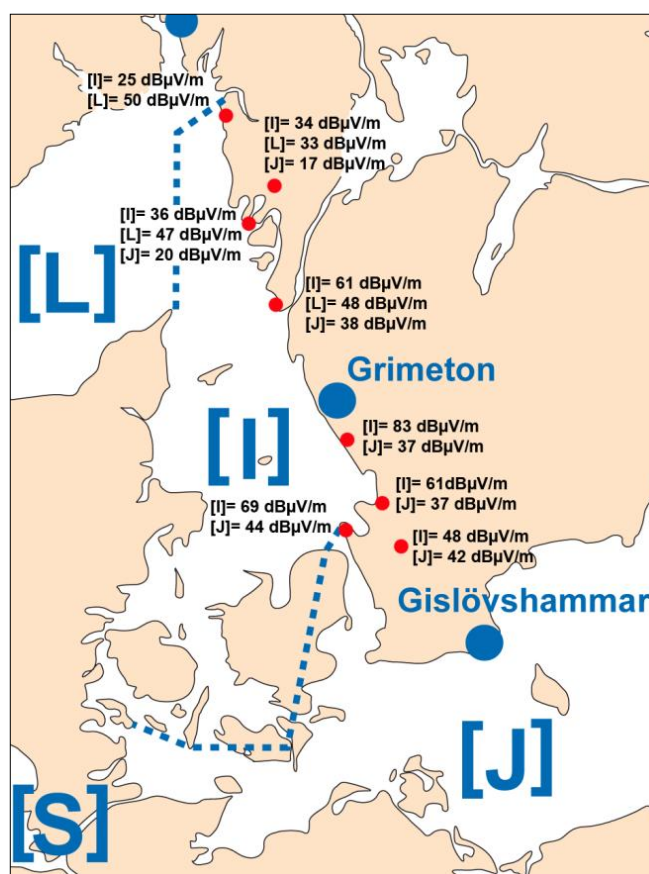 [I]= 25 dBµV/m
[L]= 50 dBµV/m
[I]= 34 dBµV/m
[L]= 33 dBµV/m
[J]= 17 dBµV/m
[I]= 36 dBµV/m
[L]= 47 dBµV/m
[J]= 20 dBµV/m
[L]
[I]= 61 dBµV/m
[L]= 48 dBµV/m
[J]= 38 dBµV/m
Grimeton
[I]
[I]= 83 dBµV/m
[J]= 37 dBµV/m
[I]= 61dBµV/m
[J]= 37 dBµV/m
[I]= 69 dBµV/m
[J]= 44 dBµV/m
[I]= 48 dBµV/m
[J]= 42 dBµV/m
Gislövshammar
[J]
[S]